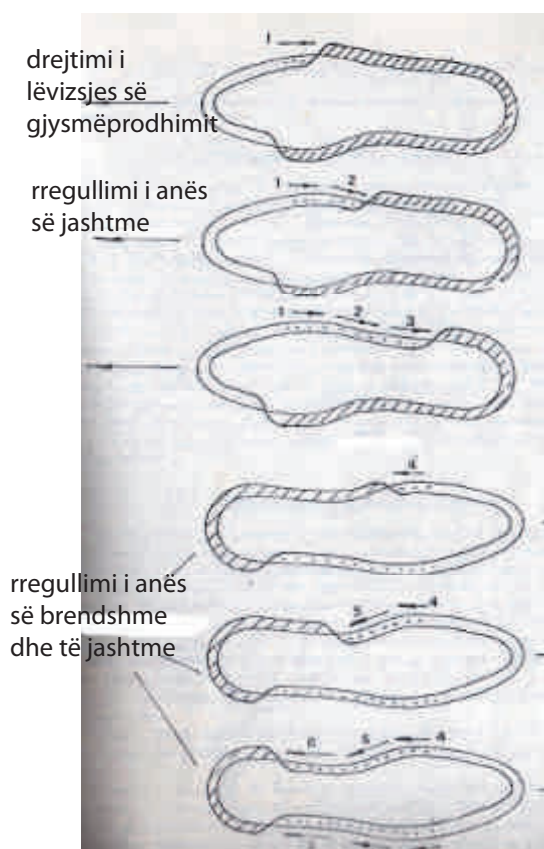 drejtimi i
lëvizsjes së
gjysmëprodhimit
1
rregullimi i anës
së jashtme
1 2
1 2 3
4
rregullimi i anës
së brendshme
dhe të jashtme
5 4
6 5 4